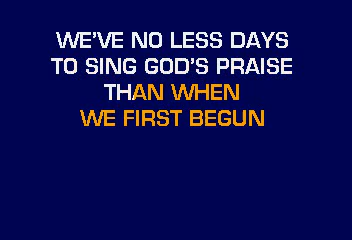 WE'VE NO LESS DAYS
TO SING GOD'S PRAISE
THAN WHEN
WE FIRST BEGUN